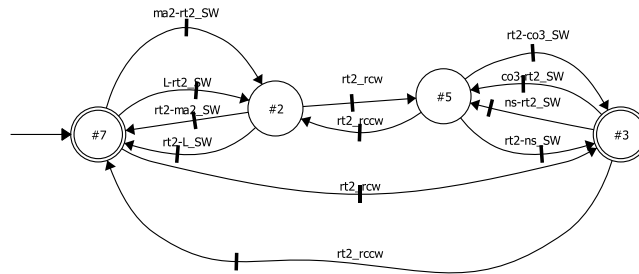 ma2-rt2_SW
rt2-co3_SW
L-rt2_SW
rt2_rcw
co3-rt2_SW
#2
#5
ns-rt2_SW
rt2-ma2_SW
rt2_rccw
#7
#3
rt2-L_SW
rt2-ns_SW
rt2_rcw
rt2_rccw